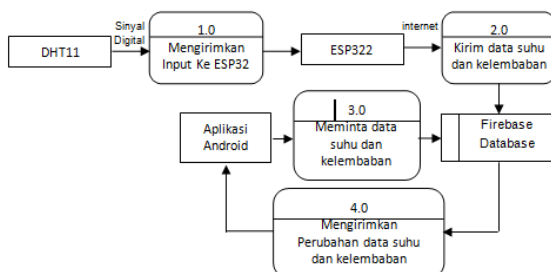 Sinyal
Digital
DHT11
1.0
Mengirimkan
Input Ke ESP32
ESP322
internet
2.0
Kirim data suhu
dan kelembaban
Aplikasi
Android
3.0
Meminta data
suhu dan
kelembaban
Firebase
Database
4.0
Mengirimkan
Perubahan data suhu
dan kelembaban